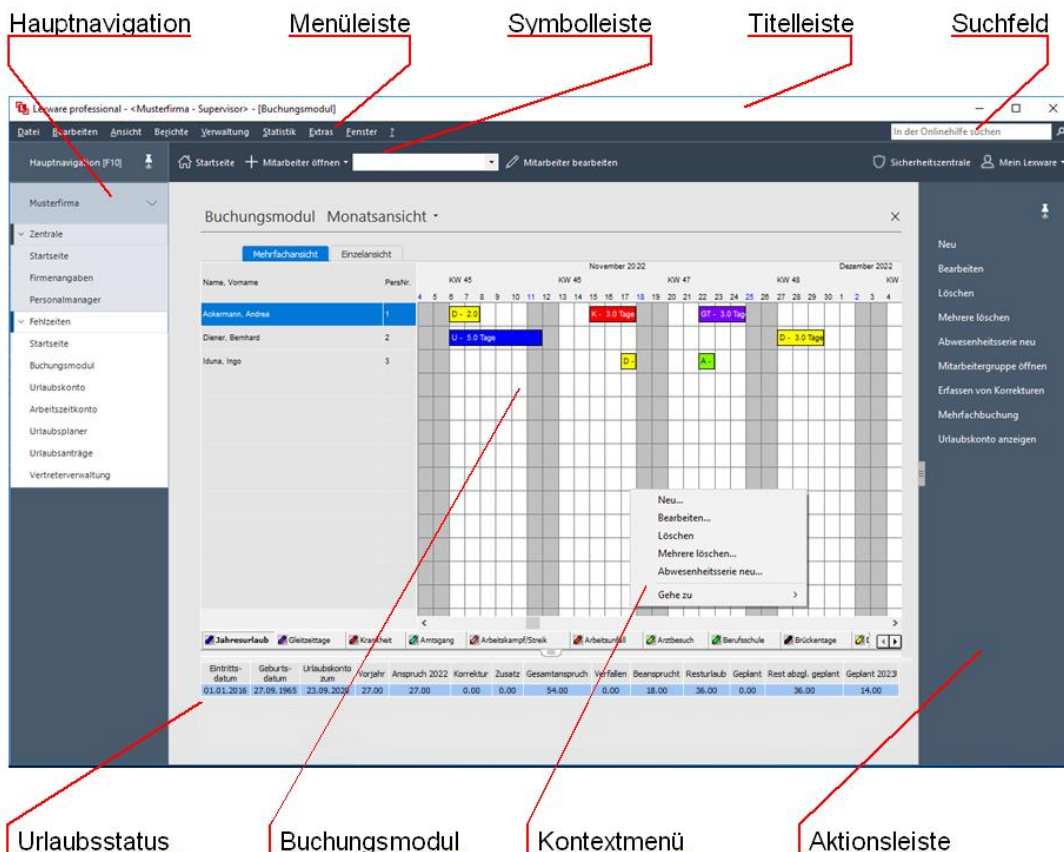 Hauptnavigation Menüleiste Symbolleiste Titelleiste Suchfeld
Lexware professional - <Musterfirma - Supervisor> - [Buchungsmodul]
Datei Bearbeiten Ansicht Berichte Verwaltung Statistik Extras Fenster ? In der Onlinehilfe suchen
Hauptnavigation [F10] Startseite Mitarbeiter öffnen Mitarbeiter bearbeiten Sicherheitszentrale Mein Lexware
Musterfirma
Zentrale
Startseite
Firmenangaben
Personalmanager
Fehlzeiten
Startseite
Buchungsmodul
Urlaubskonto
Arbeitszeitkonto
Urlaubsplaner
Urlaubsanträge
Vertreterverwaltung
Buchungsmodul Monatsansicht
Mehrfachansicht Einzelansicht
November 2022 Dezember 2022
Name, Vorname PersNr. KW 45 KW 46 KW 47 KW 48 KW
4 5 6 7 8 9 10 11 12 13 14 15 16 17 18 19 20 21 22 23 24 25 26 27 28 29 30 1 2 3 4
Ackermann, Andrea 1 D - 2.0 K - 3.0 Tage GT - 3.0 Tag
Diener, Bernhard 2 U - 5.0 Tage D - 3.0 Tage
Iduna, Ingo 3 D - A -
Neu...
Bearbeiten...
Löschen
Mehrere löschen...
Abwesenheitsserie neu...
Gehe zu
Jahresurlaub Gleitzeittage Krankheit Amtsgang Arbeitskampf/Streik Arbeitsunfall Arztbesuch Berufsschule Brückentage
Eintritts- Geburts- Urlaubskonto
datum datum zum Vorjahr Anspruch 2022 Korrektur Zusatz Gesamtanspruch Verfallen Beansprucht Resturlaub Geplant Rest abzgl. geplant Geplant 2023
01.01.2016 27.09.1965 23.09.2020 27.00 27.00 0.00 0.00 54.00 0.00 18.00 36.00 0.00 36.00 14.00
Neu
Bearbeiten
Löschen
Mehrere löschen
Abwesenheitsserie neu
Mitarbeitergruppe öffnen
Erfassen von Korrekturen
Mehrfachbuchung
Urlaubskonto anzeigen
Urlaubsstatus Buchungsmodul Kontextmenü Aktionsleiste